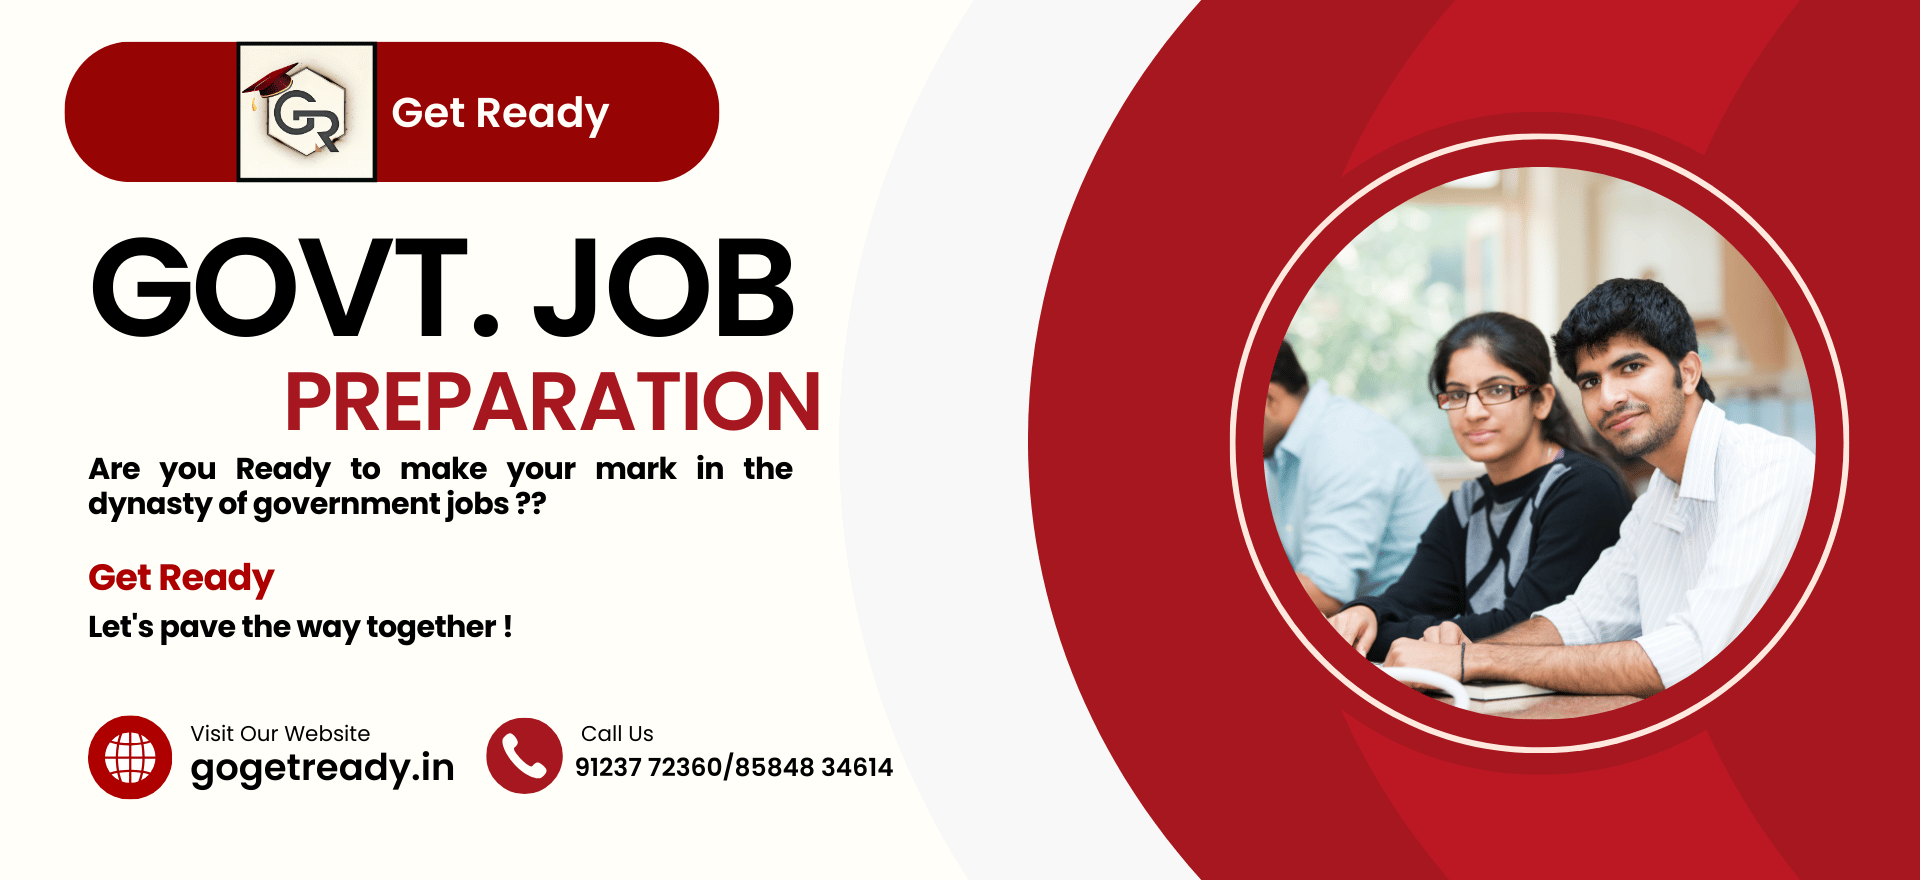 GR
Get Ready
GOVT. JOB
PREPARATION
Are you Ready to make your mark in the
dynasty of government jobs ??
Get Ready
Let's pave the way together !
Visit Our Website
gogetready.in
Call Us
91237 72360/85848 34614